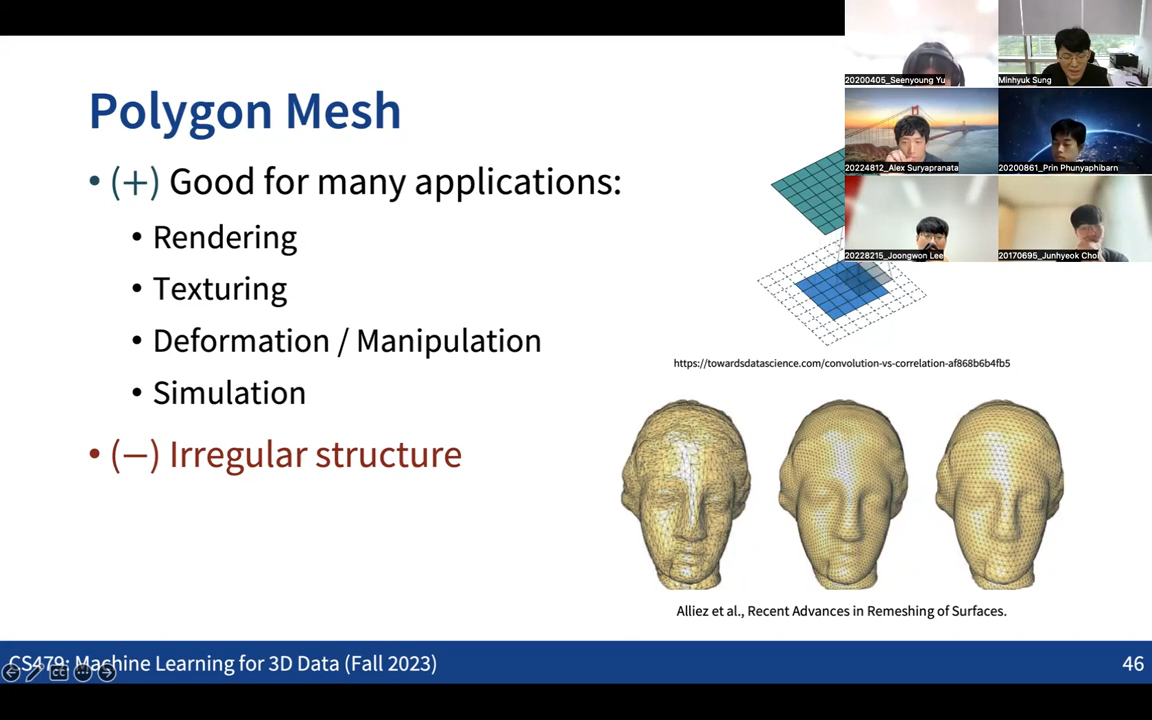 Polygon Mesh
• (+) Good for many applications:
• Rendering
• Texturing
• Deformation / Manipulation
• Simulation
• (−) Irregular structure
20200405_Seenyoung Yu
Minhyuk Sung
20224812_Alex Suryapranata
20200861_Prin Phunyaphibarn
20228215_Joongwon Lee
20170695_Junhyeok Choi
https://towardsdatascience.com/convolution-vs-correlation-af868b6b4fb5
Alliez et al., Recent Advances in Remeshing of Surfaces.
CS479: Machine Learning for 3D Data (Fall 2023)
CC
46